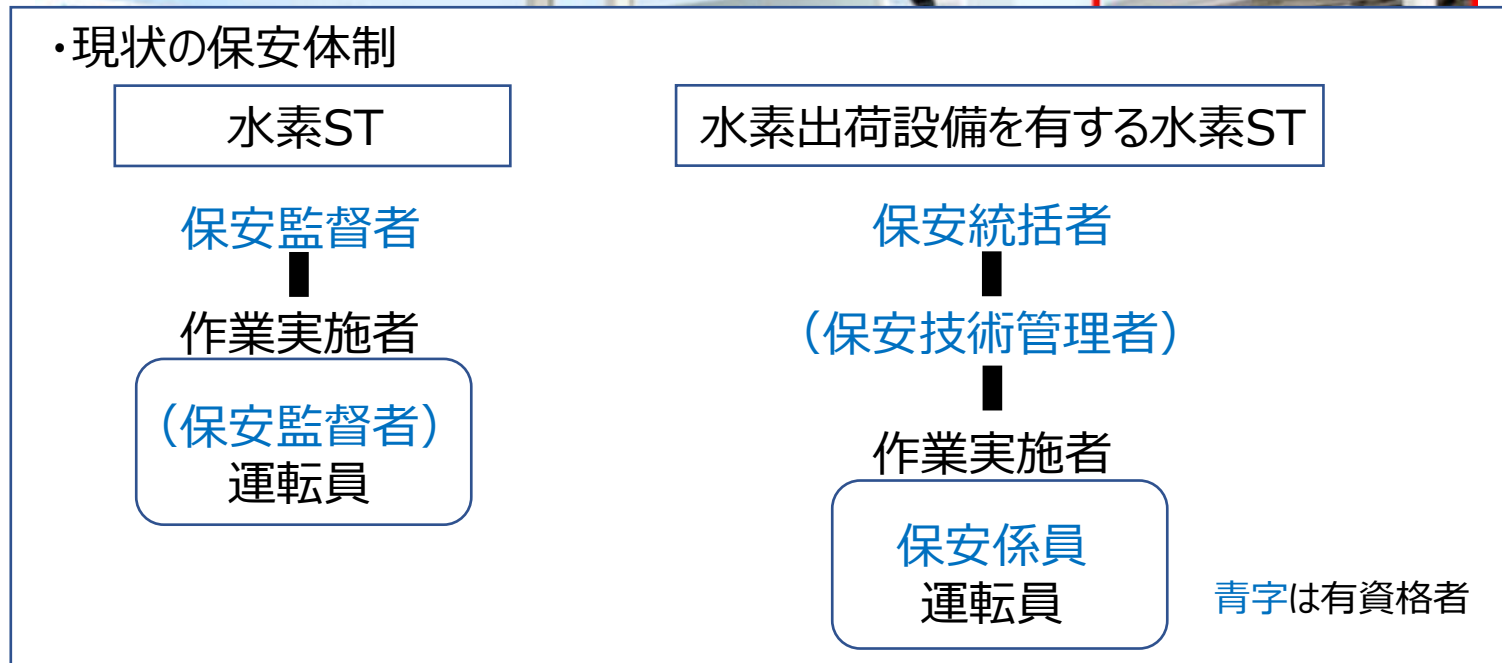 ・現状の保安体制
水素ST
保安監督者
作業実施者
（保安監督者）
運転員
水素出荷設備を有する水素ST
保安統括者
（保安技術管理者）
作業実施者
保安係員
運転員
青字は有資格者